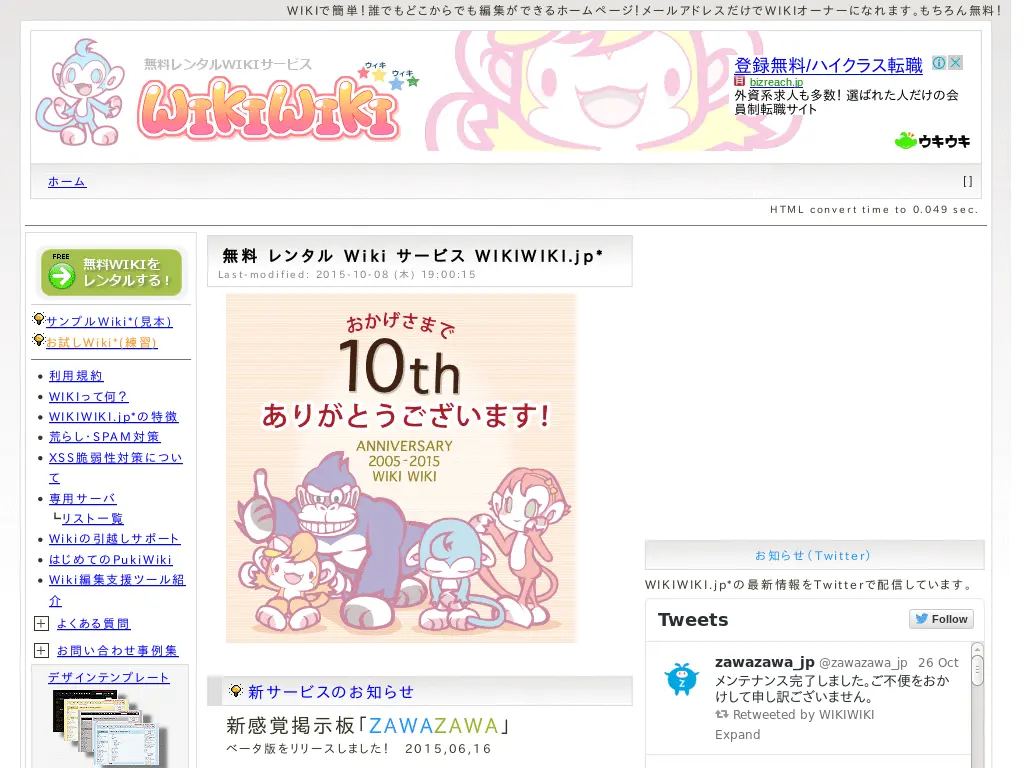 WIKIで簡単！誰でもどこからでも編集ができるホームページ！メールアドレスだけでWIKIオーナーになれます。もちろん無料！
無料レンタルWIKIサービス
ウィキ
ウィキ
WIKIWIKI
登録無料/ハイクラス転職
bizreach.jp
外資系求人も多数! 選ばれた人だけの会
員制転職サイト
ウキウキ
ホーム
[]
HTML convert time to 0.049 sec.
FREE
無料WIKIを
レンタルする！
サンプルWiki*(見本)
お試しWiki*(練習)
利用規約
WIKIって何？
WIKIWIKI.jp*の特徴
荒らし・SPAM対策
XSS脆弱性対策につい
て
専用サーバ
┗リスト一覧
Wikiの引越しサポート
はじめてのPukiWiki
Wiki編集支援ツール紹
介
よくある質問
お問い合わせ事例集
デザインテンプレート
無料 レンタル Wiki サービス WIKIWIKI.jp*
Last-modified: 2015-10-08 (木) 19:00:15
おかげさまで
10th
ありがとうございます!
ANNIVERSARY
2005-2015
WIKI WIKI
新サービスのお知らせ
新感覚掲示板「ZAWAZAWA」
ベータ版をリリースしました！ 2015,06,16
お知らせ（Twitter）
WIKIWIKI.jp*の最新情報をTwitterで配信しています。
Tweets
Follow
zawazawa_jp @zawazawa_jp 26 Oct
メンテナンス完了しました。ご不便をおか
けして申し訳ございません。
Retweeted by WIKIWIKI
Expand